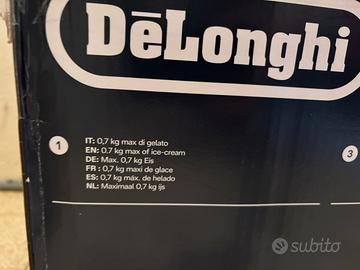 DēLonghi
1
IT: 0,7 kg max di gelato
EN: 0.7 kg max of ice-cream
DE: Max. 0,7 kg Eis
FR : 0,7 kg maxi de glace
ES: 0,7 kg máx. de helado
NL: Maximaal 0,7 kg ijs
3
subito